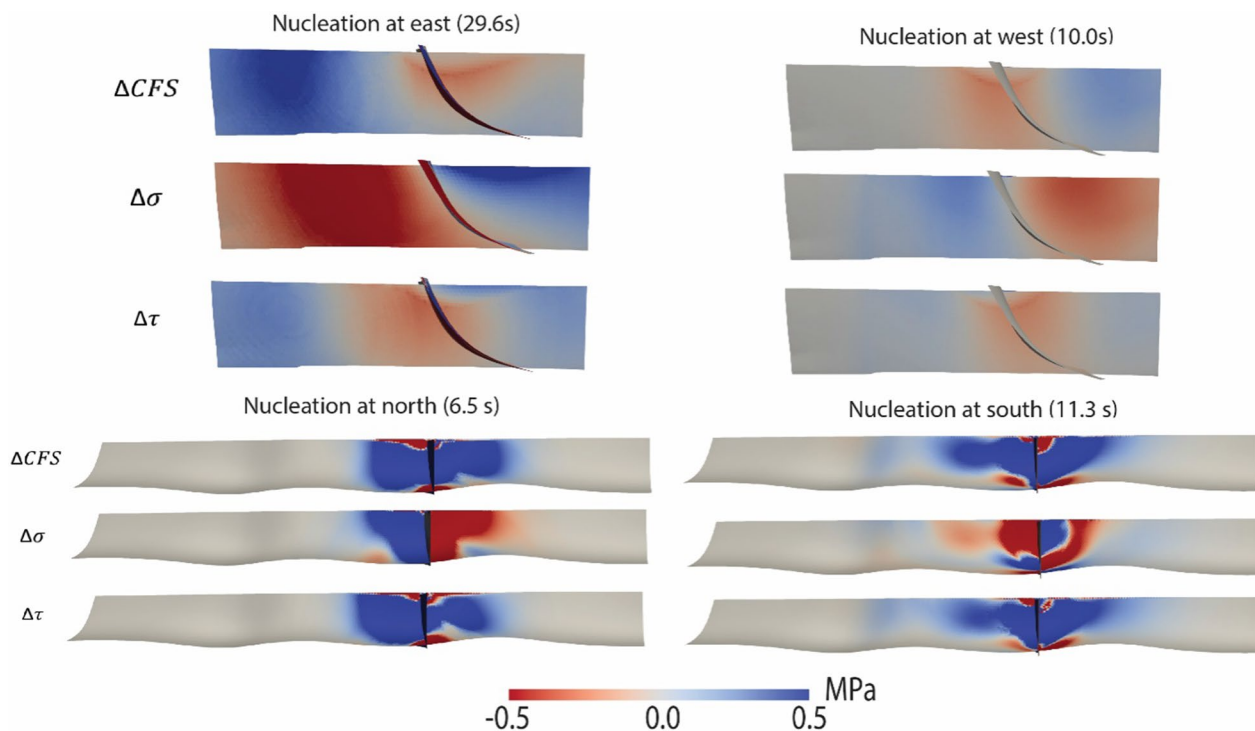 Nucleation at east (29.6s)
Nucleation at west (10.0s)
ΔCFS
Δσ
Δτ
Nucleation at north (6.5 s)
Nucleation at south (11.3 s)
ΔCFS
Δσ
Δτ
MPa
-0.5 0.0 0.5